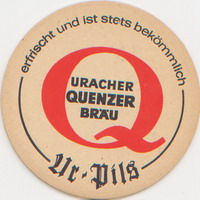 erfrischt und ist stets bekömmlich
URACHER
QUENZER
BRÄU
Ur-Pils